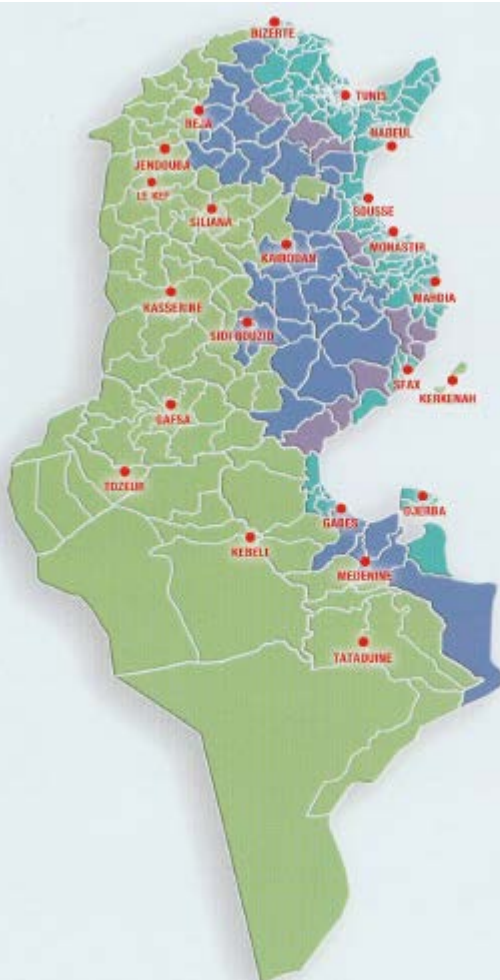 BIZERTE
TUNIS
BEJA
NABEUL
JENDOUBA
LE KEF
SILIANA
SOUSSE
MONASTIR
KAIROUAN
MAHDIA
KASSERINE
SIDI BOUZID
SFAX
KERKENAH
GAFSA
TOZEUR
DJERBA
GABES
KEBELI
MEDENINE
TATAOUINE